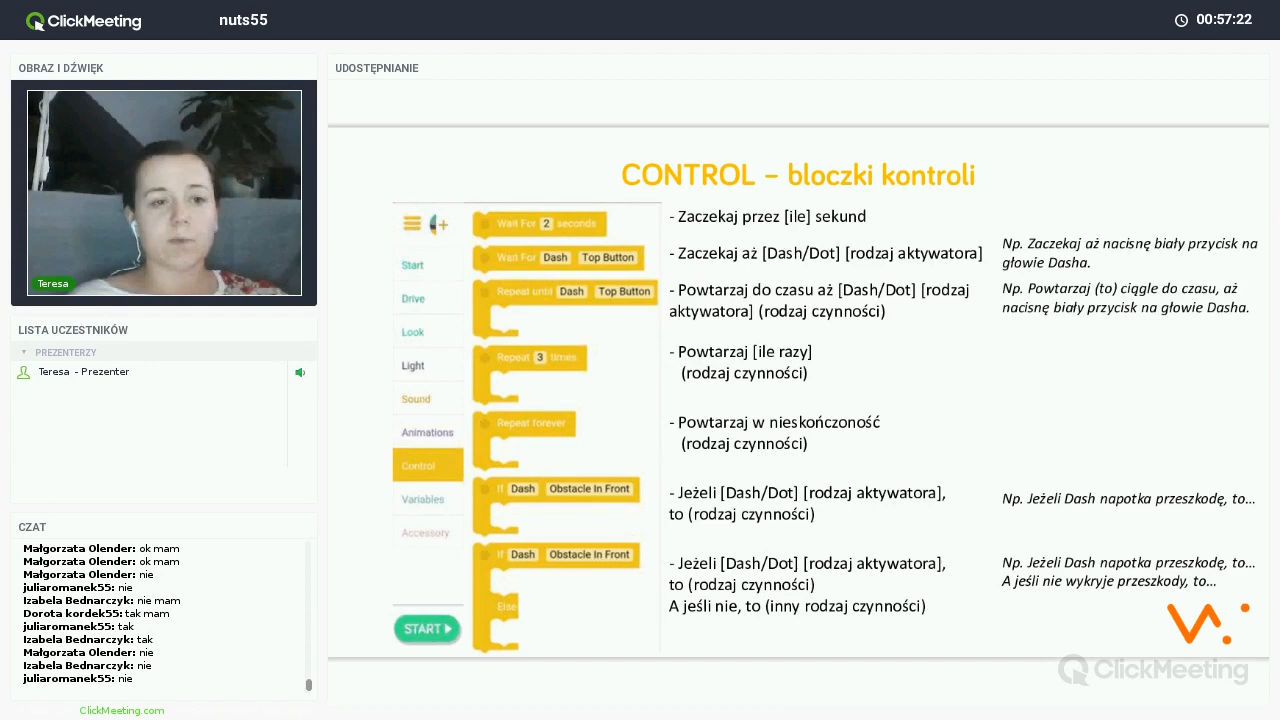 ClickMeeting
nuts55
00:57:22
OBRAZ I DŹWIĘK
Teresa
LISTA UCZESTNIKÓW
PREZENTERZY
Teresa - Prezenter
CZAT
Małgorzata Olender: ok mam
Małgorzata Olender: ok mam
Małgorzata Olender: nie
juliaromanek55: nie
Izabela Bednarczyk: nie mam
Dorota kordek55: tak mam
juliaromanek55: tak
Izabela Bednarczyk: tak
Małgorzata Olender: nie
Izabela Bednarczyk: nie
juliaromanek55: nie
ClickMeeting.com
UDOSTĘPNIANIE
CONTROL – bloczki kontroli
Start
Drive
Look
Light
Sound
Animations
Control
Variables
Accessory
START
Wait For 2 seconds
Wait For Dash Top Button
Repeat until Dash Top Button
Repeat 3 times
Repeat forever
If Dash Obstacle In Front
If Dash Obstacle In Front
Else
- Zaczekaj przez [ile] sekund
- Zaczekaj aż [Dash/Dot] [rodzaj aktywatora]
- Powtarzaj do czasu aż [Dash/Dot] [rodzaj
aktywatora] (rodzaj czynności)
- Powtarzaj [ile razy]
(rodzaj czynności)
- Powtarzaj w nieskończoność
(rodzaj czynności)
- Jeżeli [Dash/Dot] [rodzaj aktywatora],
to (rodzaj czynności)
- Jeżeli [Dash/Dot] [rodzaj aktywatora],
to (rodzaj czynności)
A jeśli nie, to (inny rodzaj czynności)
Np. Zaczekaj aż nacisnę biały przycisk na
głowie Dasha.
Np. Powtarzaj (to) ciągle do czasu, aż
nacisnę biały przycisk na głowie Dasha.
Np. Jeżeli Dash napotka przeszkodę, to...
Np. Jeżeli Dash napotka przeszkodę, to...
A jeśli nie wykryje przeszkody, to...
ClickMeeting